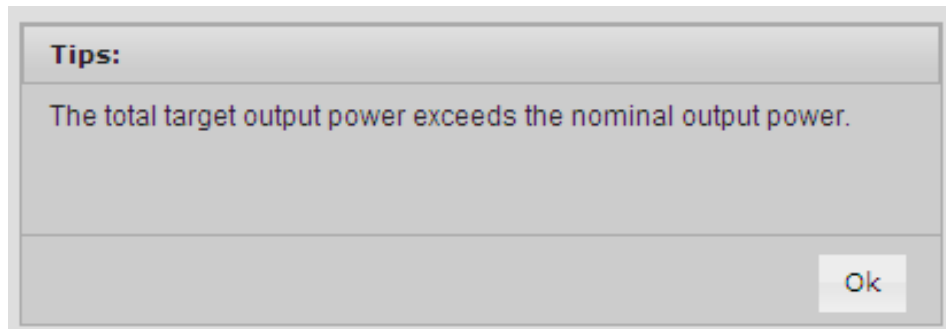 Tips:
The total target output power exceeds the nominal output power.
Ok